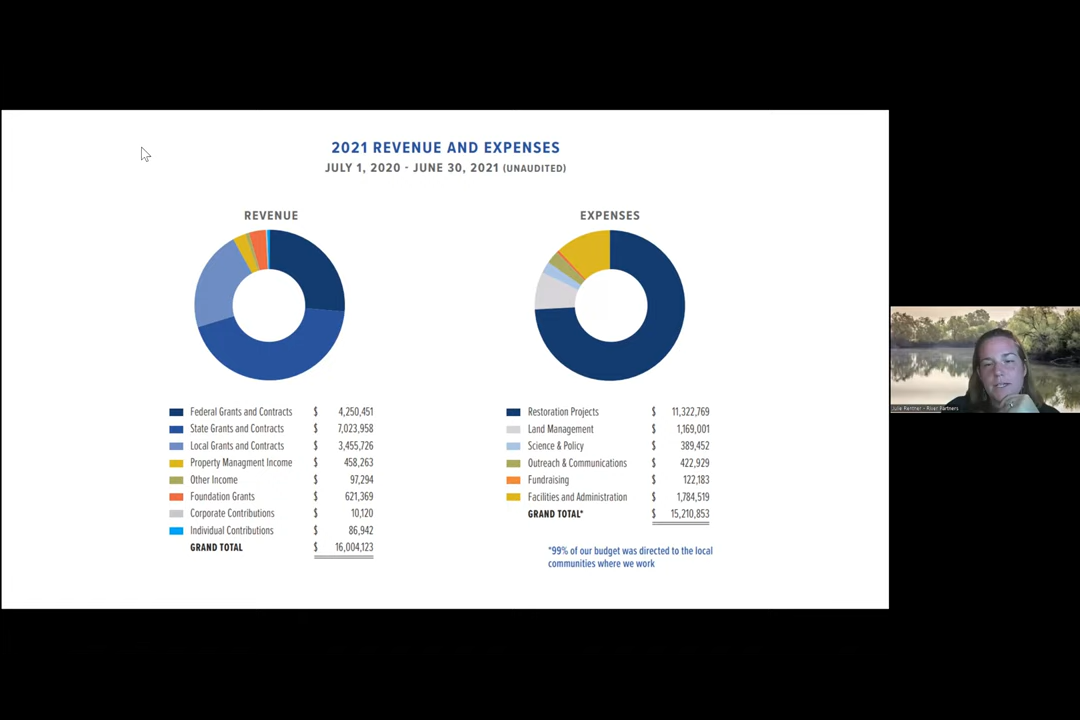 2021 REVENUE AND EXPENSES
JULY 1, 2020 - JUNE 30, 2021 (UNAUDITED)
REVENUE
Federal Grants and Contracts $ 4,250,451
State Grants and Contracts $ 7,023,958
Local Grants and Contracts $ 3,455,726
Property Managment Income $ 458,263
Other Income $ 97,294
Foundation Grants $ 621,369
Corporate Contributions $ 10,120
Individual Contributions $ 86,942
GRAND TOTAL $ 16,004,123
EXPENSES
Restoration Projects $ 11,322,769
Land Management $ 1,169,001
Science & Policy $ 389,452
Outreach & Communications $ 422,929
Fundraising $ 122,183
Facilities and Administration $ 1,784,519
GRAND TOTAL* $ 15,210,853
*99% of our budget was directed to the local
communities where we work
Julie Rentner - River Partners